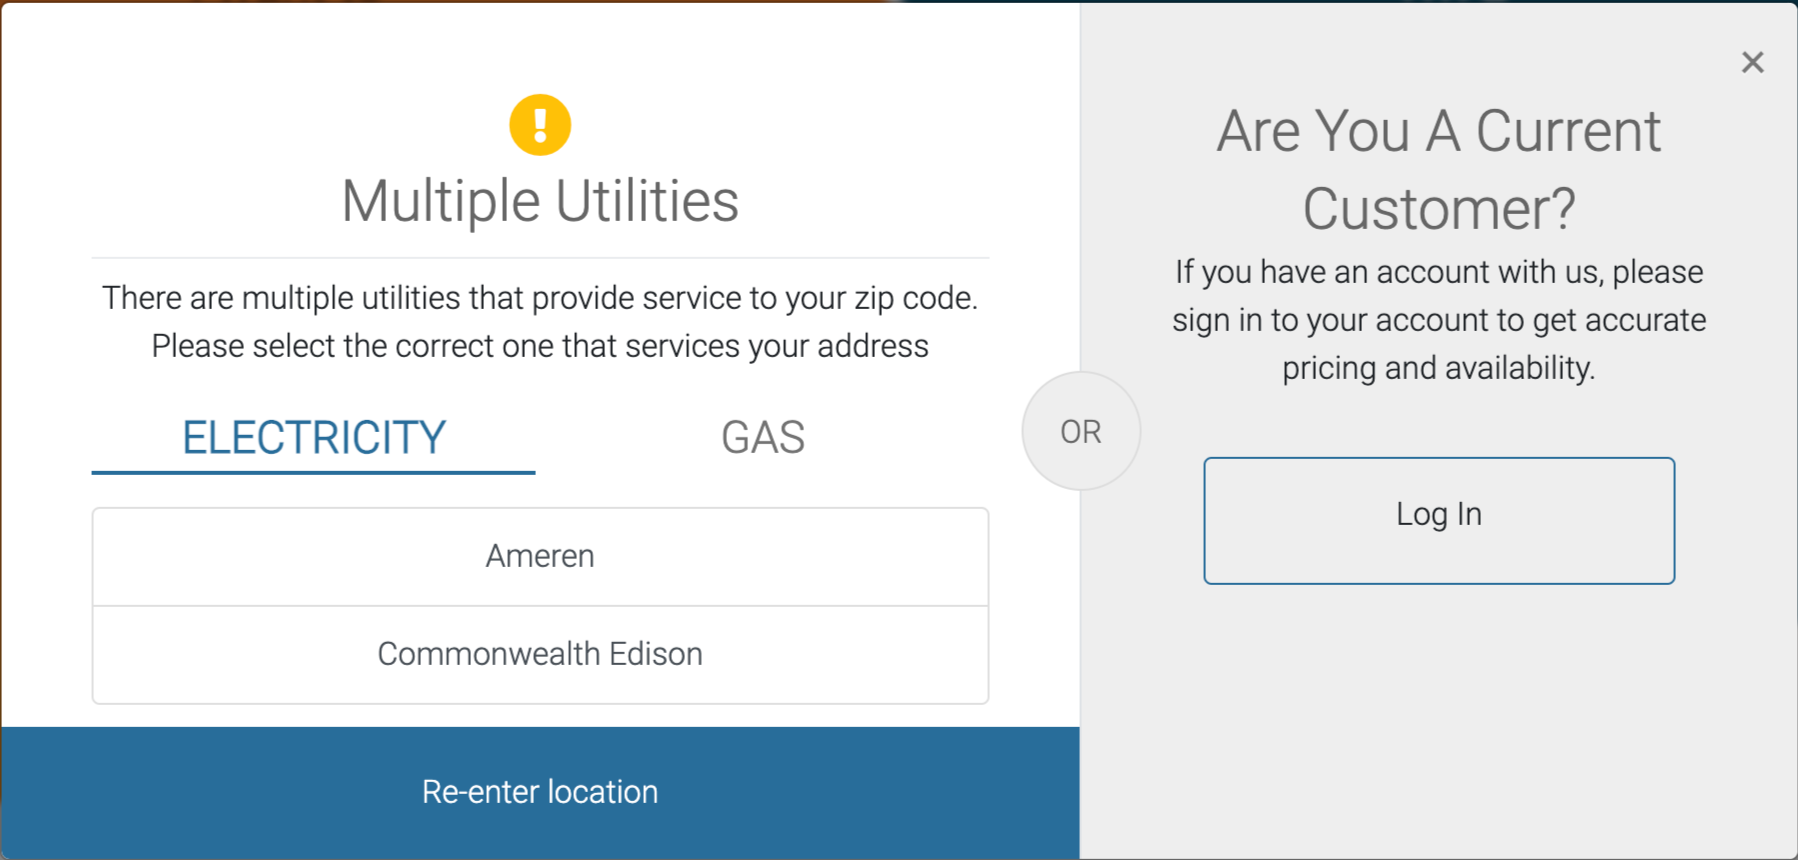 Multiple Utilities
There are multiple utilities that provide service to your zip code.
Please select the correct one that services your address
ELECTRICITY
GAS
Ameren
Commonwealth Edison
Re-enter location
OR
×
Are You A Current
Customer?
If you have an account with us, please
sign in to your account to get accurate
pricing and availability.
Log In